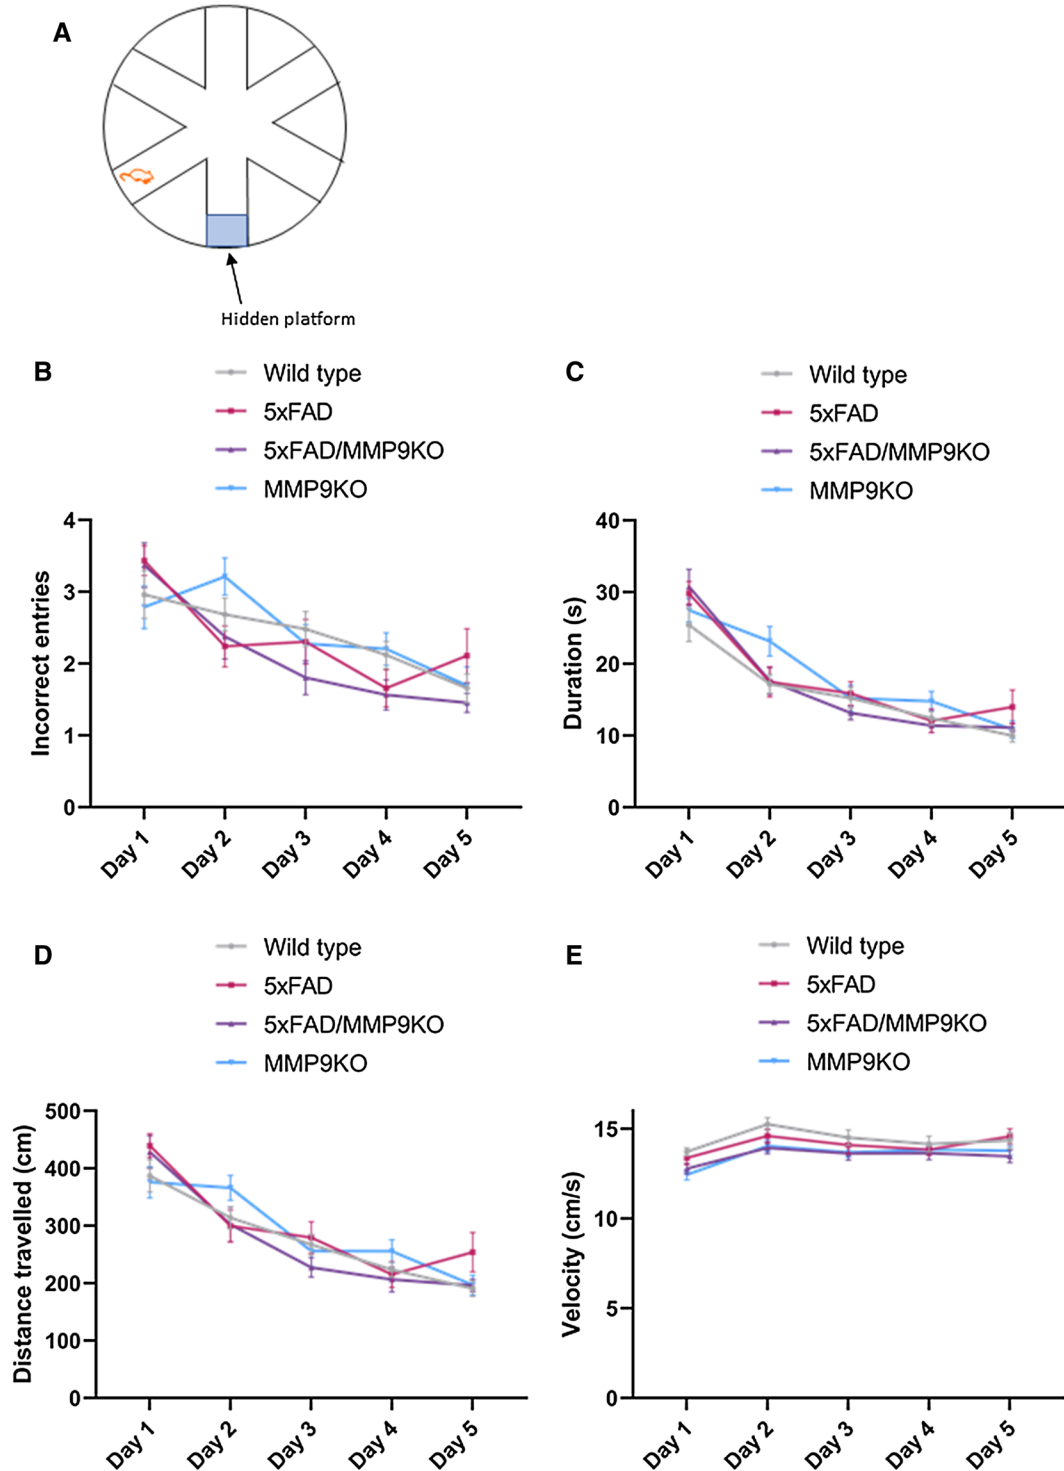 A
Hidden platform
B
Wild type
5xFAD
5xFAD/MMP9KO
MMP9KO
Incorrect entries
4
3
2
1
0
Day 1
Day 2
Day 3
Day 4
Day 5
C
Wild type
5xFAD
5xFAD/MMP9KO
MMP9KO
Duration (s)
40
30
20
10
0
Day 1
Day 2
Day 3
Day 4
Day 5
D
Wild type
5xFAD
5xFAD/MMP9KO
MMP9KO
Distance travelled (cm)
500
400
300
200
100
0
Day 1
Day 2
Day 3
Day 4
Day 5
E
Wild type
5xFAD
5xFAD/MMP9KO
MMP9KO
Velocity (cm/s)
15
10
5
0
Day 1
Day 2
Day 3
Day 4
Day 5